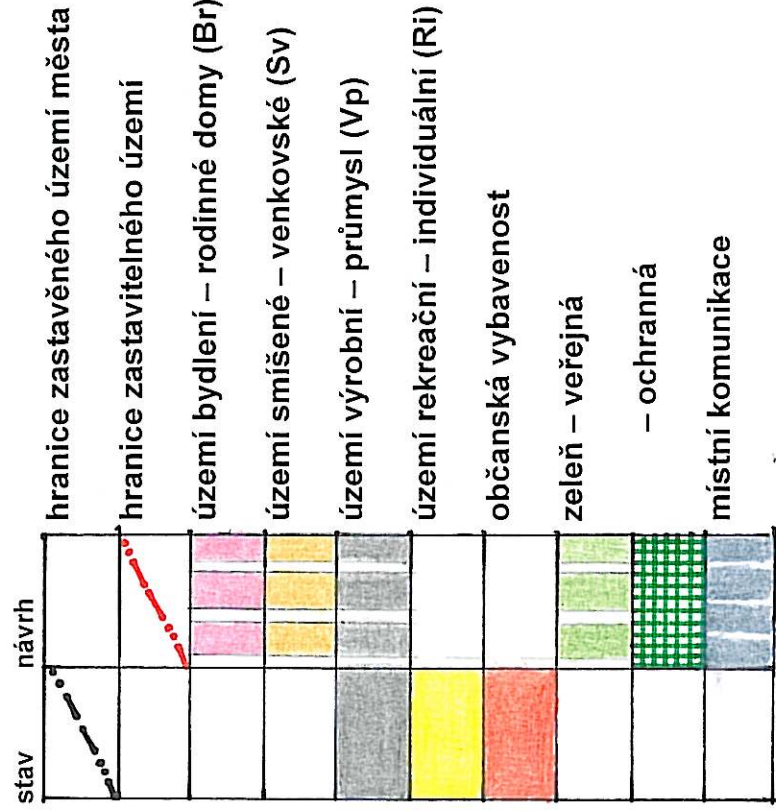 stav
návrh
hranice zastavěného území města
hranice zastavitelného území
území bydlení – rodinné domy (Br)
území smíšené – venkovské (Sv)
území výrobní – průmysl (Vp)
území rekreační – individuální (Ri)
občanská vybavenost
zeleň – veřejná
– ochranná
místní komunikace